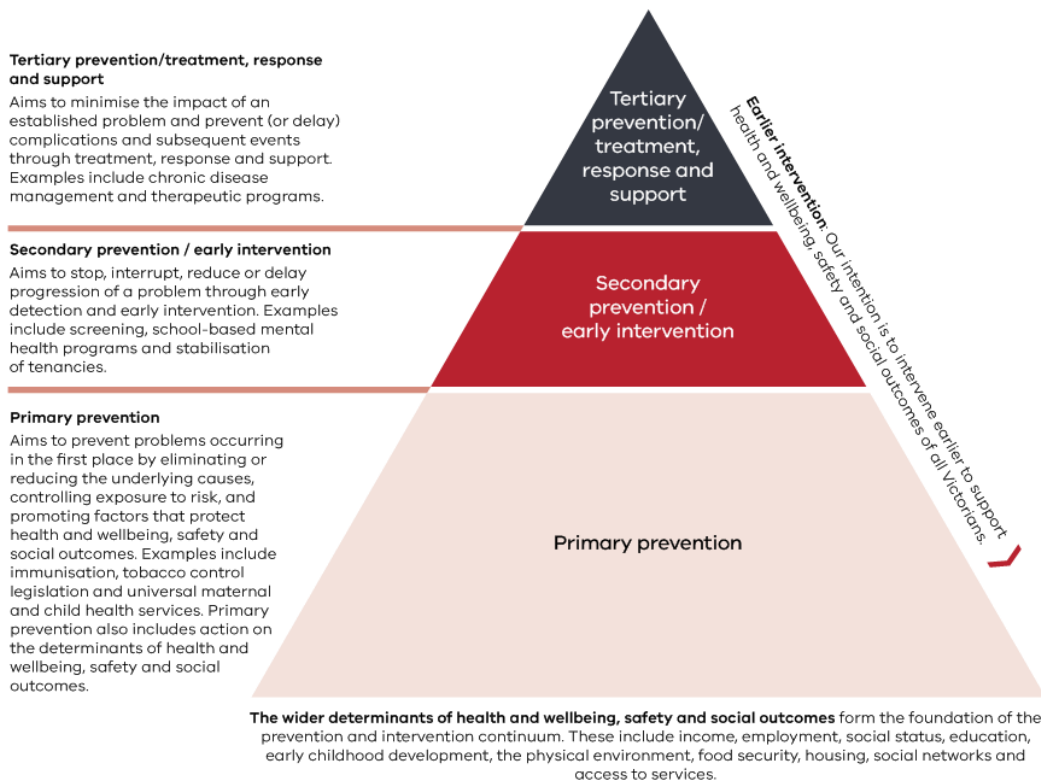 Tertiary prevention/treatment, response
and support
Aims to minimise the impact of an
established problem and prevent (or delay)
complications and subsequent events
through treatment, response and support.
Examples include chronic disease
management and therapeutic programs.
Tertiary
prevention/
treatment,
response and
support
Secondary prevention / early intervention
Aims to stop, interrupt, reduce or delay
progression of a problem through early
detection and early intervention. Examples
include screening, school-based mental
health programs and stabilisation
of tenancies.
Secondary
prevention /
early intervention
Primary prevention
Aims to prevent problems occurring
in the first place by eliminating or
reducing the underlying causes,
controlling exposure to risk, and
promoting factors that protect
health and wellbeing, safety and
social outcomes. Examples include
immunisation, tobacco control
legislation and universal maternal
and child health services. Primary
prevention also includes action on
the determinants of health and
wellbeing, safety and social
outcomes.
Primary prevention
Earlier intervention: Our intention is to intervene earlier to support
health and wellbeing, safety and social outcomes of all Victorians.
The wider determinants of health and wellbeing, safety and social outcomes form the foundation of the
prevention and intervention continuum. These include income, employment, social status, education,
early childhood development, the physical environment, food security, housing, social networks and
access to services.